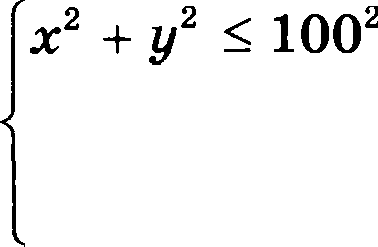 x² + y² ≤ 100²